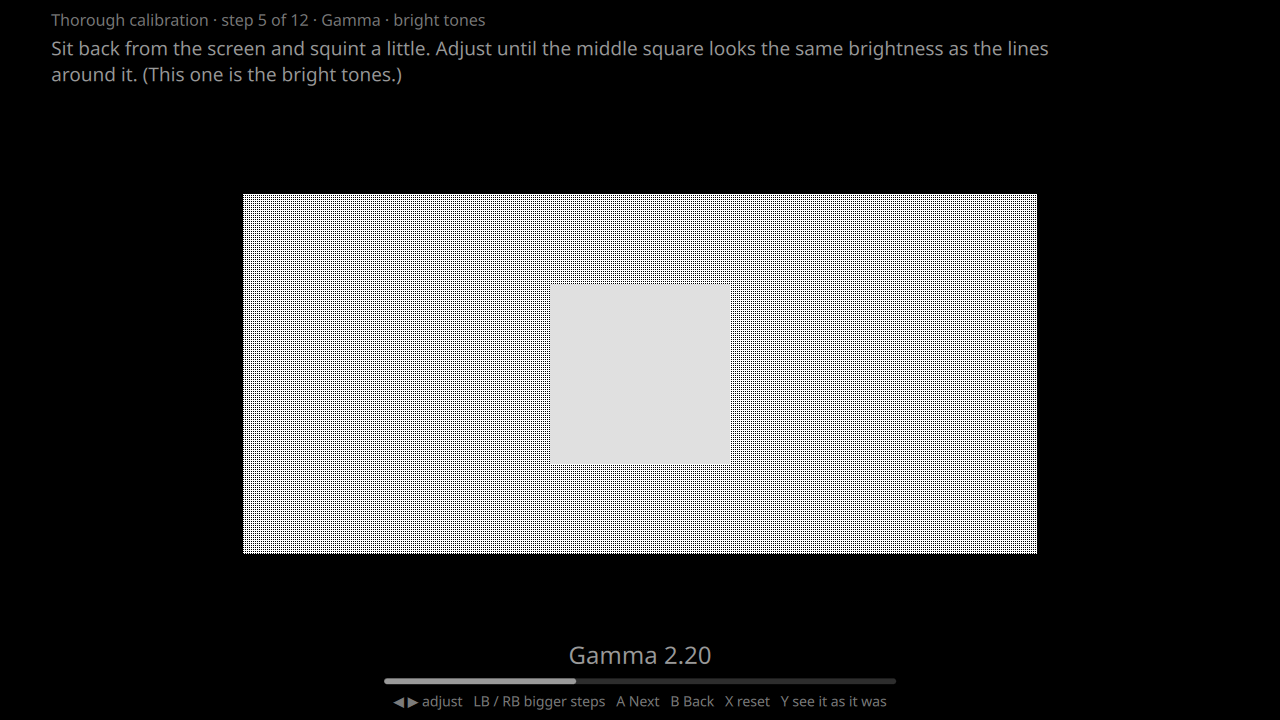 Thorough calibration · step 5 of 12 · Gamma · bright tones
Sit back from the screen and squint a little. Adjust until the middle square looks the same brightness as the lines
around it. (This one is the bright tones.)
Gamma 2.20
◀ ▶ adjust   LB / RB bigger steps   A Next   B Back   X reset   Y see it as it was